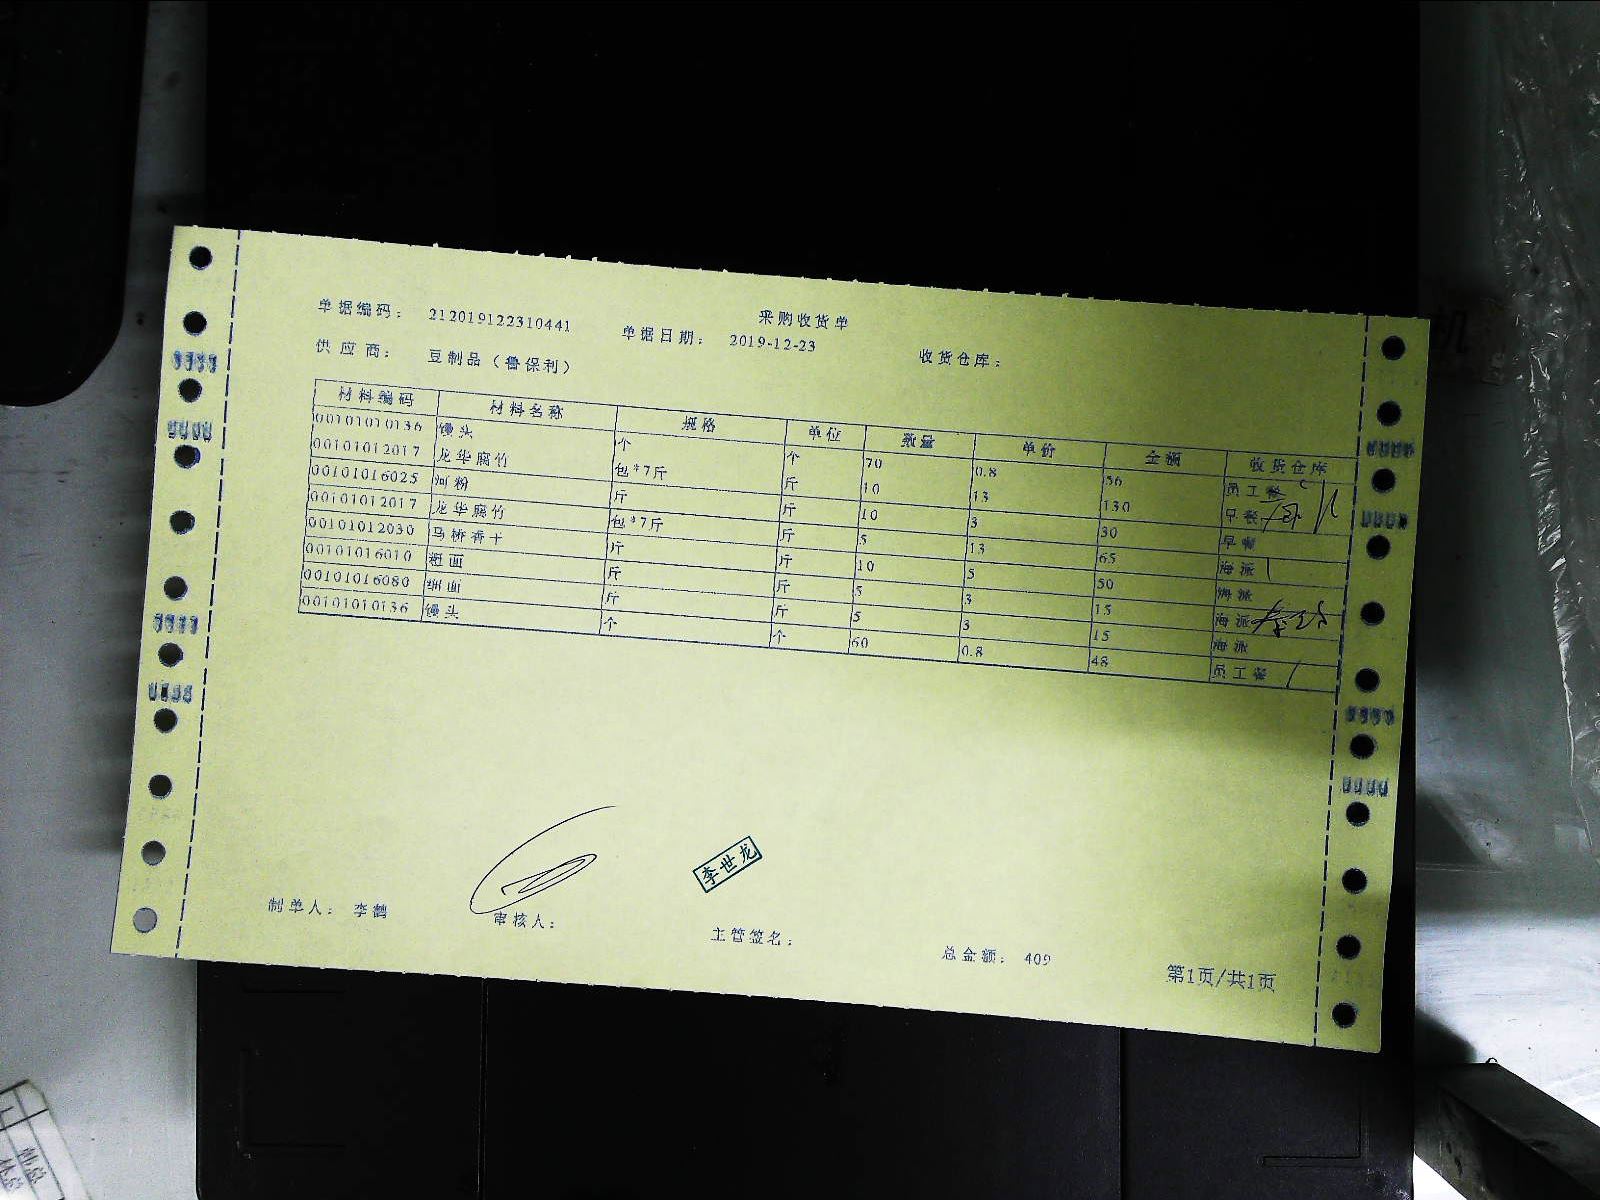 采购收货单
单据编码： 212019122310441 单据日期： 2019-12-23 收货仓库：
供应商： 豆制品（鲁保利）
材料编码 材料名称 规格 单位 数量 单价 金额 收货仓库
00101010136 馒头 个 个 70 0.8 56 员工餐
00101012017 龙华腐竹 包*7斤 斤 10 13 130 早餐
00101016025 河粉 斤 斤 10 3 30 早餐
00101012017 龙华腐竹 包*7斤 斤 5 13 65 海派
00101012030 马桥香干 斤 斤 10 5 50 海派
00101016010 粗面 斤 斤 5 3 15 海派
00101016080 细面 斤 斤 5 3 15 海派
00101010136 馒头 个 个 60 0.8 48 员工餐
李世龙
制单人： 李鹤 审核人： 主管签名： 总金额： 409
第1页/共1页